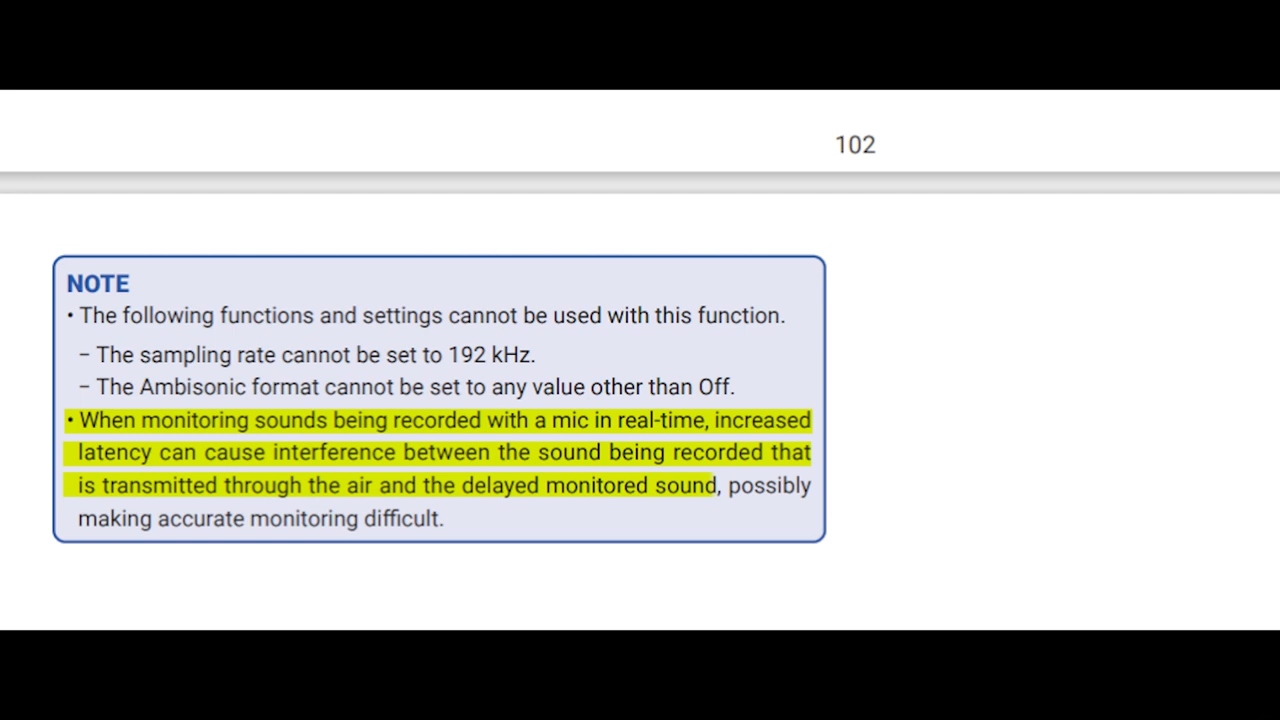 102
NOTE
• The following functions and settings cannot be used with this function.
– The sampling rate cannot be set to 192 kHz.
– The Ambisonic format cannot be set to any value other than Off.
• When monitoring sounds being recorded with a mic in real-time, increased
latency can cause interference between the sound being recorded that
is transmitted through the air and the delayed monitored sound, possibly
making accurate monitoring difficult.